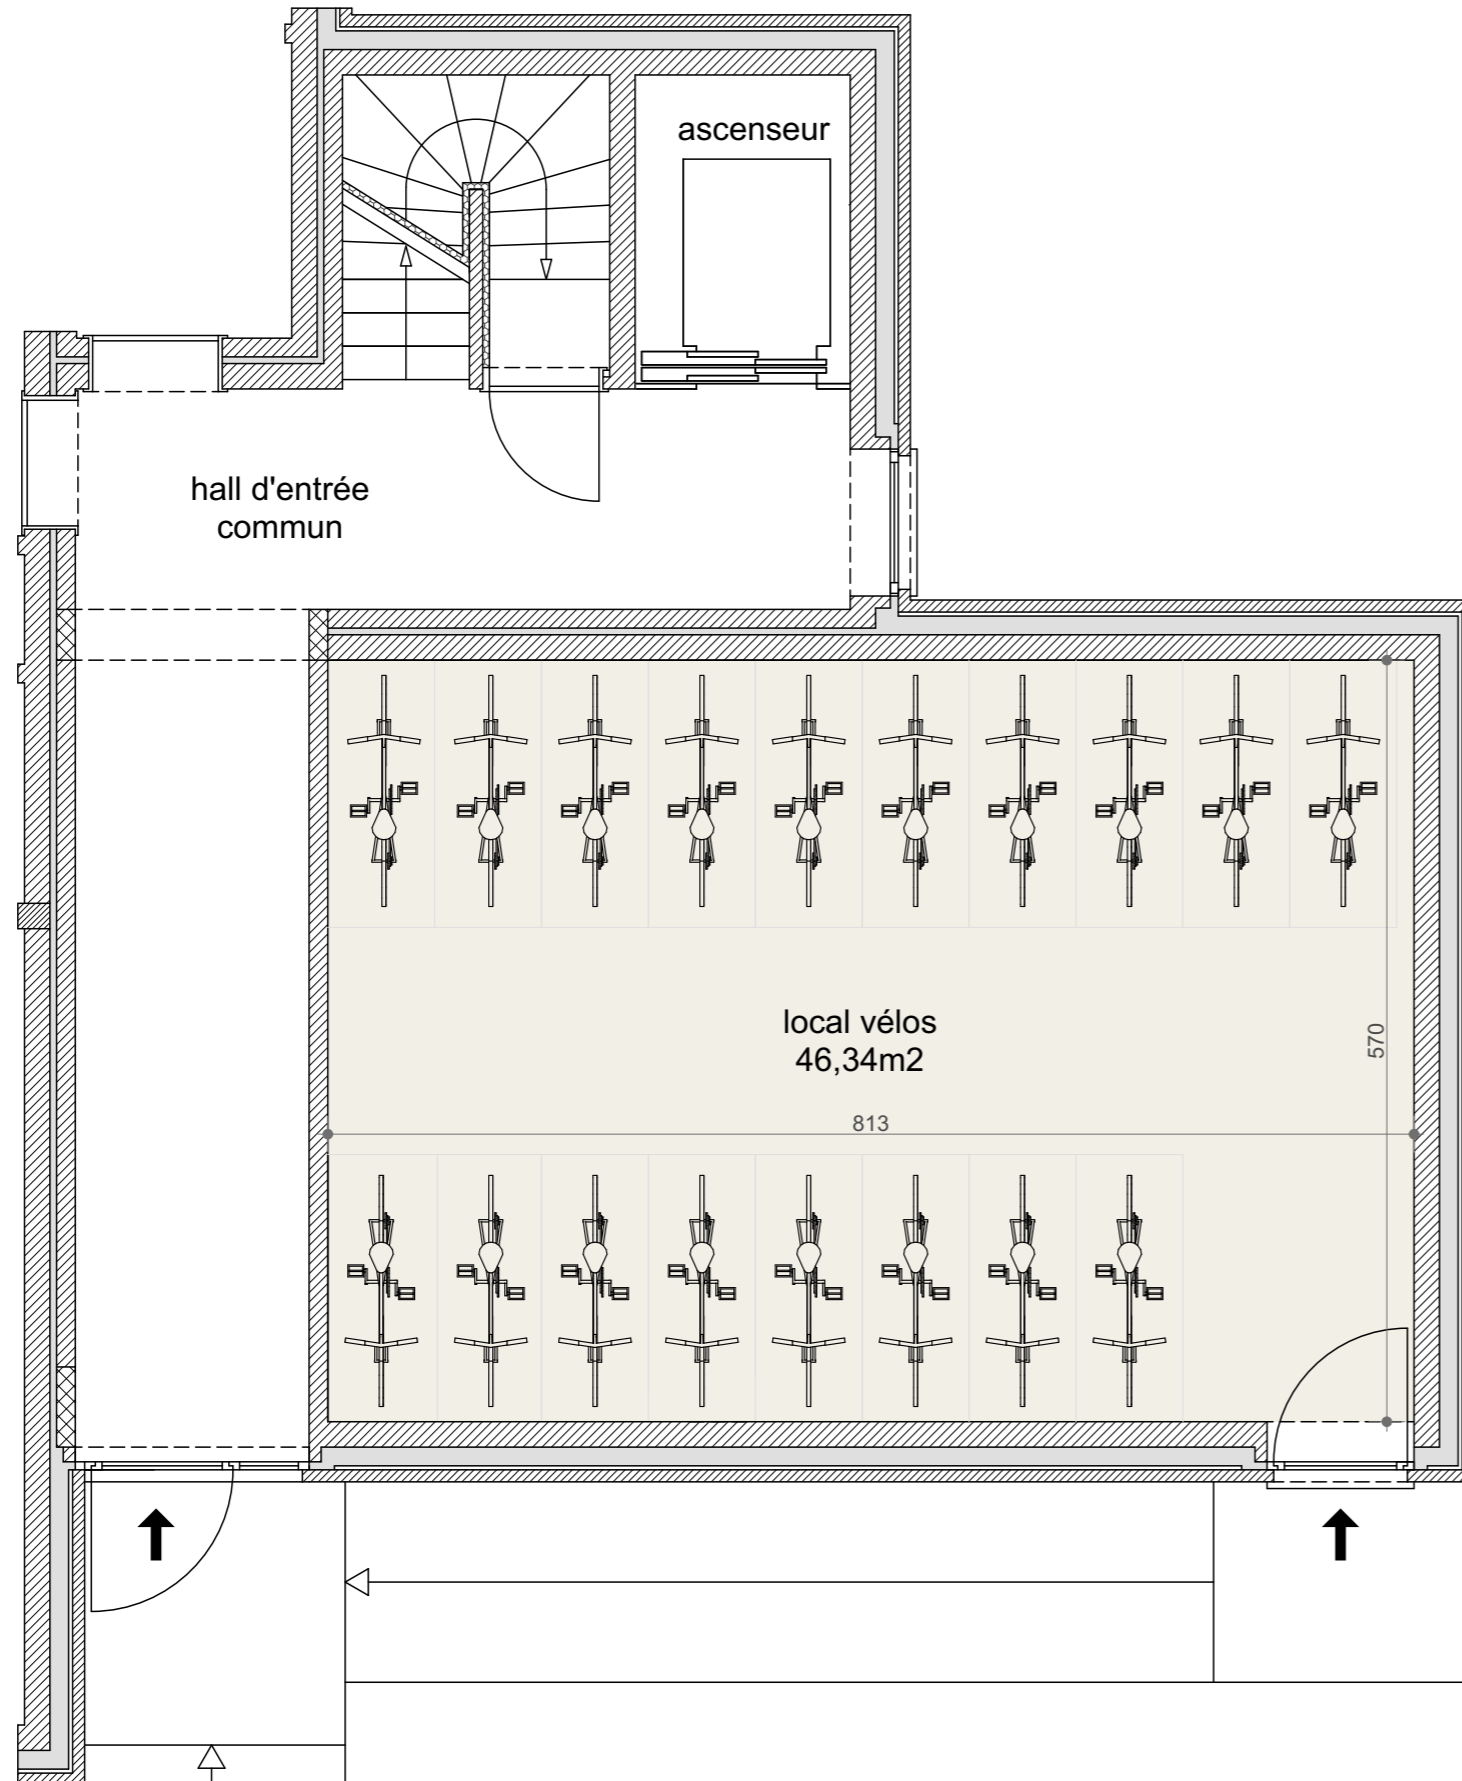 ascenseur
hall d'entrée
commun
local vélos
46,34m2
570
813